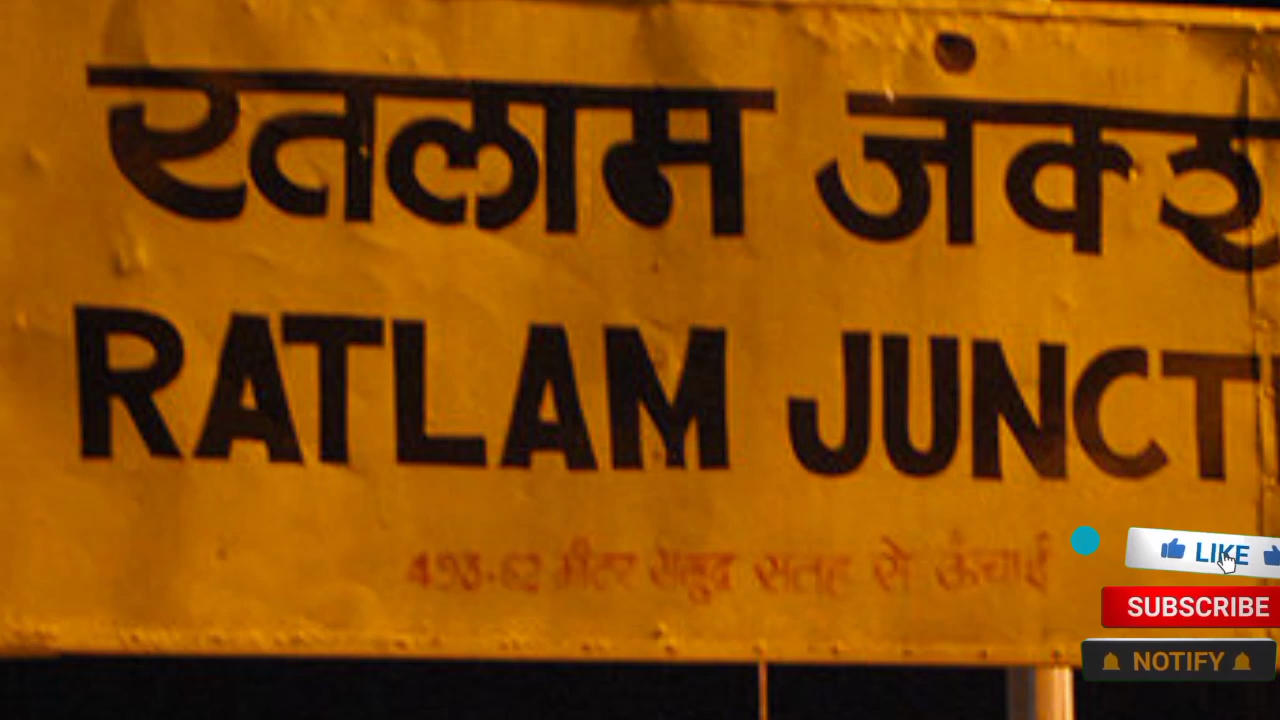 रतलाम जंक्श
RATLAM JUNCT
मीटर समुद्र सतह से ऊंचाई
LIKE
SUBSCRIBE
NOTIFY